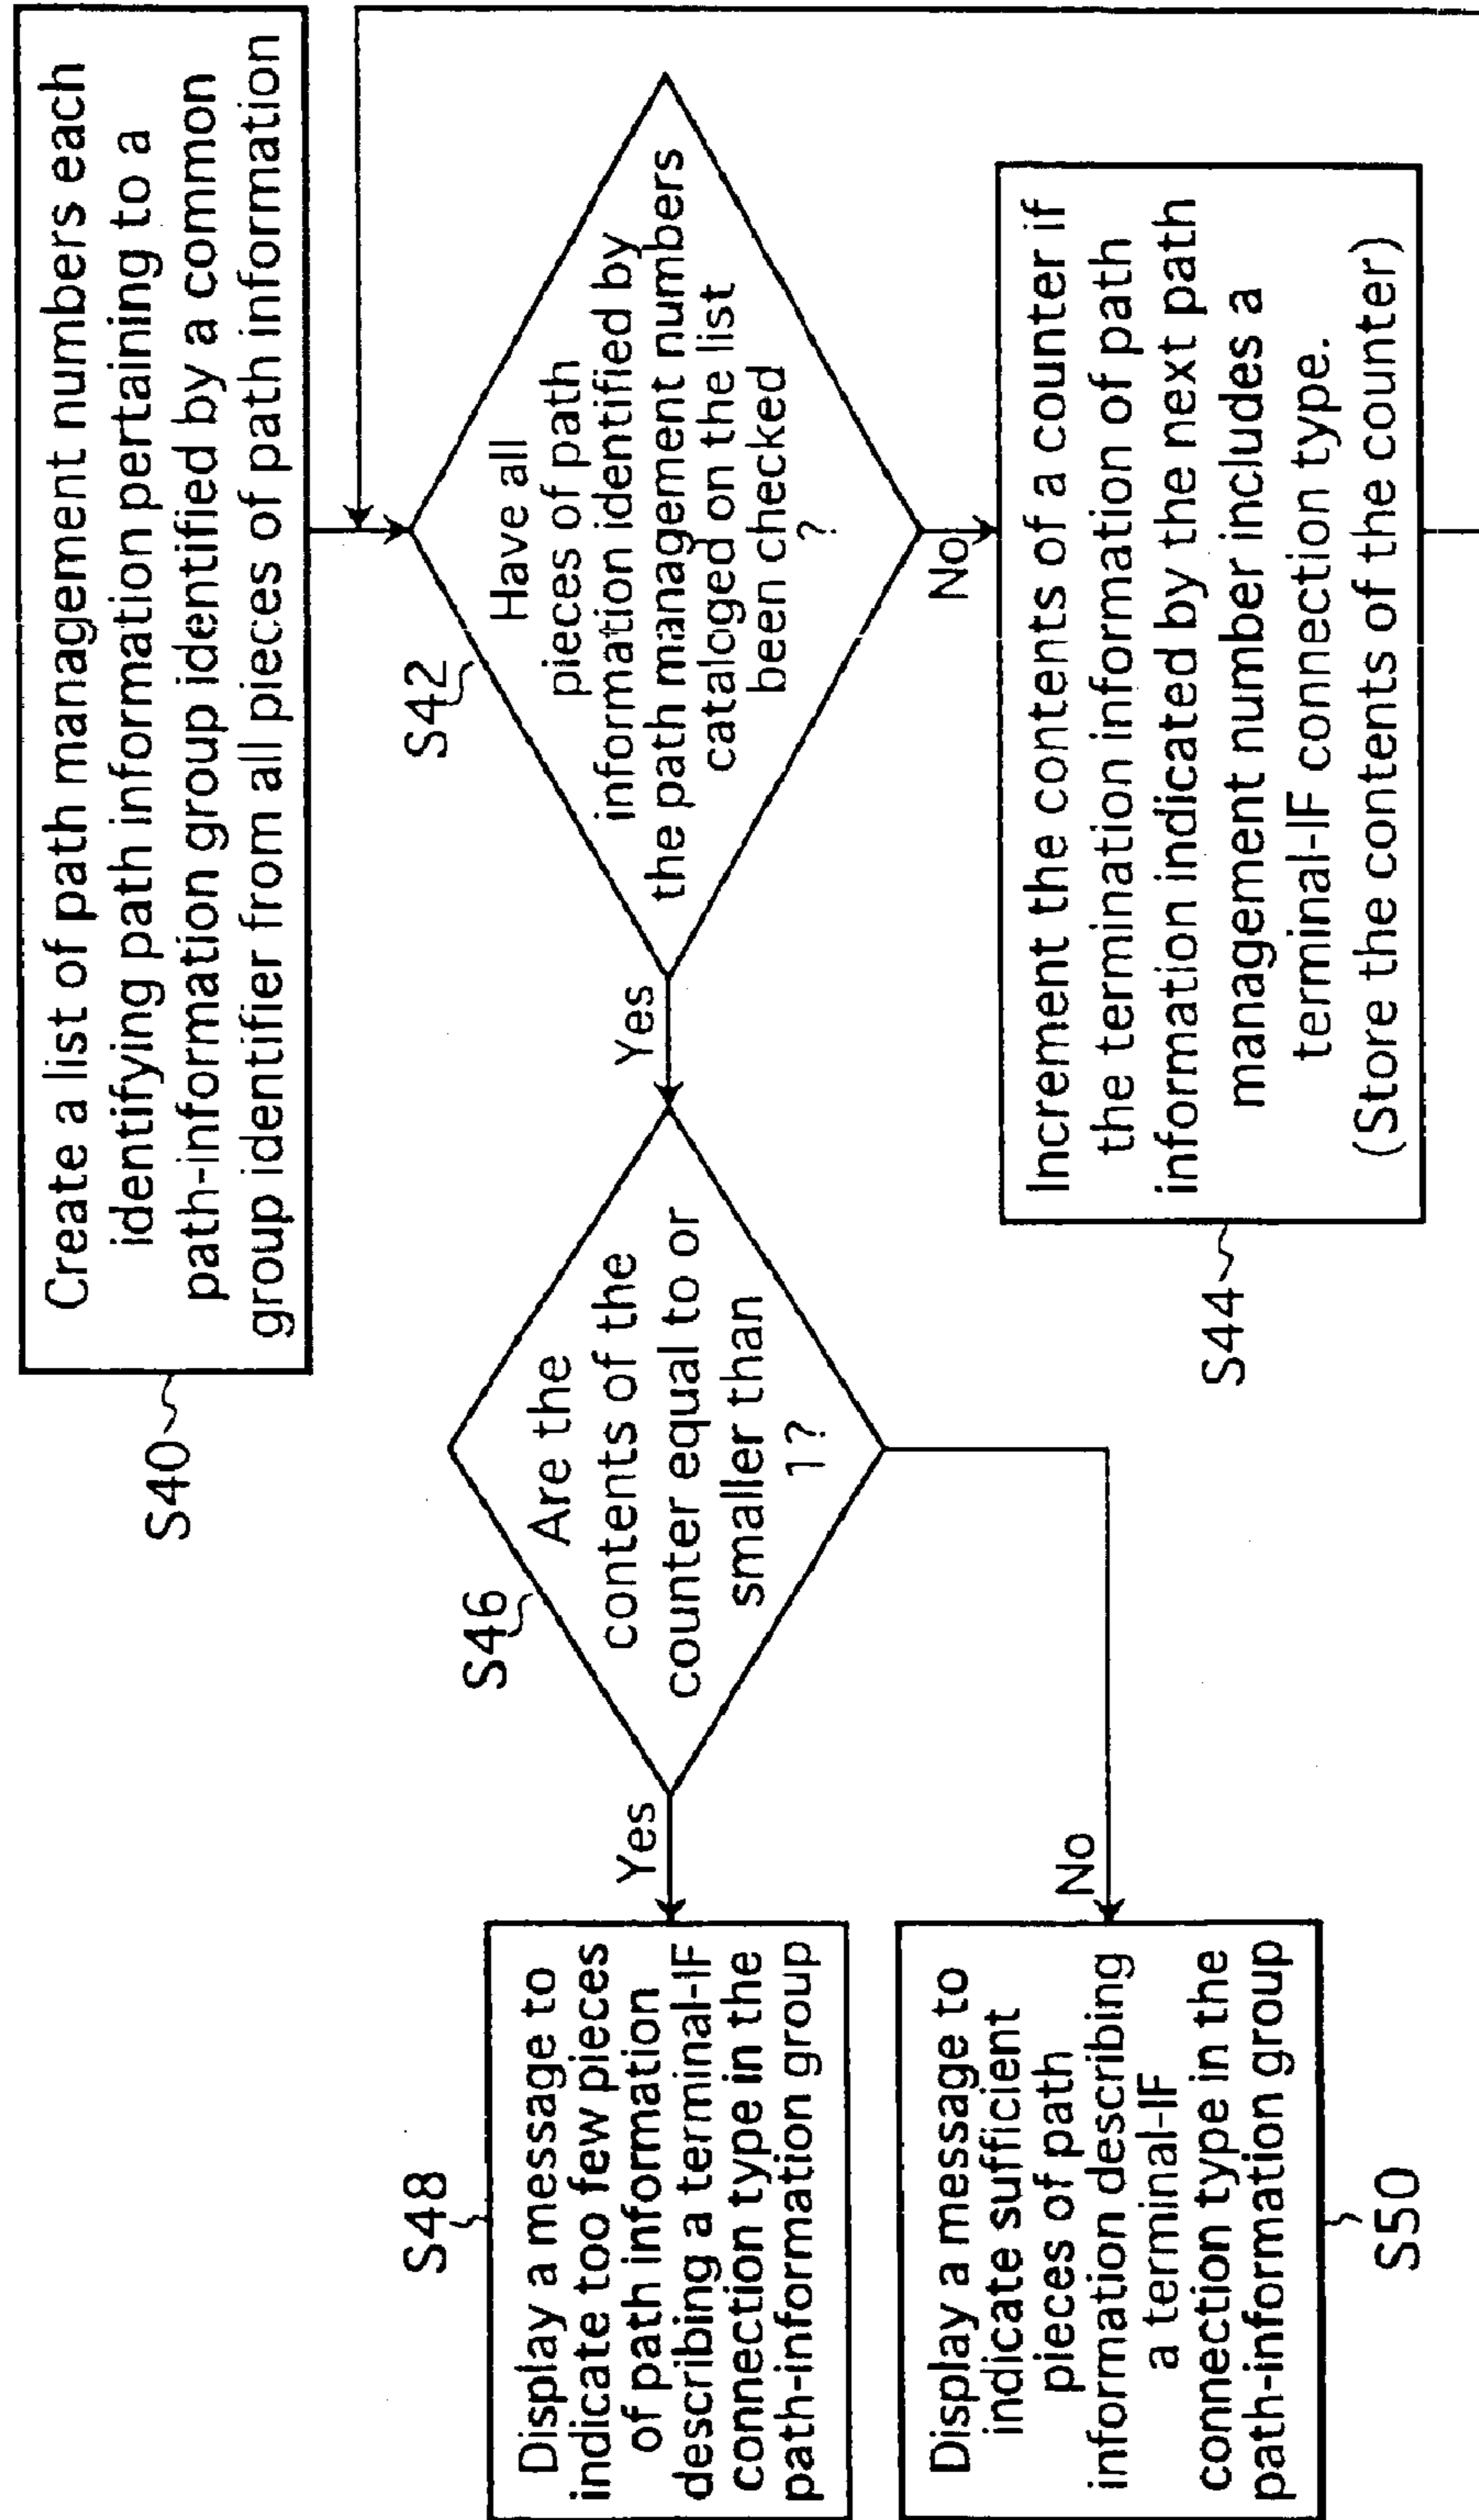 S40
Create a list of path management numbers each
identifying path information pertaining to a
path-information group identified by a common
group identifier from all pieces of path information
S42
Have all
pieces of path
information identified by
the path management numbers
cataloged on the list
been checked
?
No
Yes
S44
Increment the contents of a counter if
the termination information of path
information indicated by the next path
management number includes a
terminal-IF connection type.
(Store the contents of the counter)
S46
Are the
contents of the
counter equal to or
smaller than
1?
Yes
No
S48
Display a message to
indicate too few pieces
of path information
describing a terminal-IF
connection type in the
path-information group
Display a message to
indicate sufficient
pieces of path
information describing
a terminal-IF
connection type in the
path-information group
S50